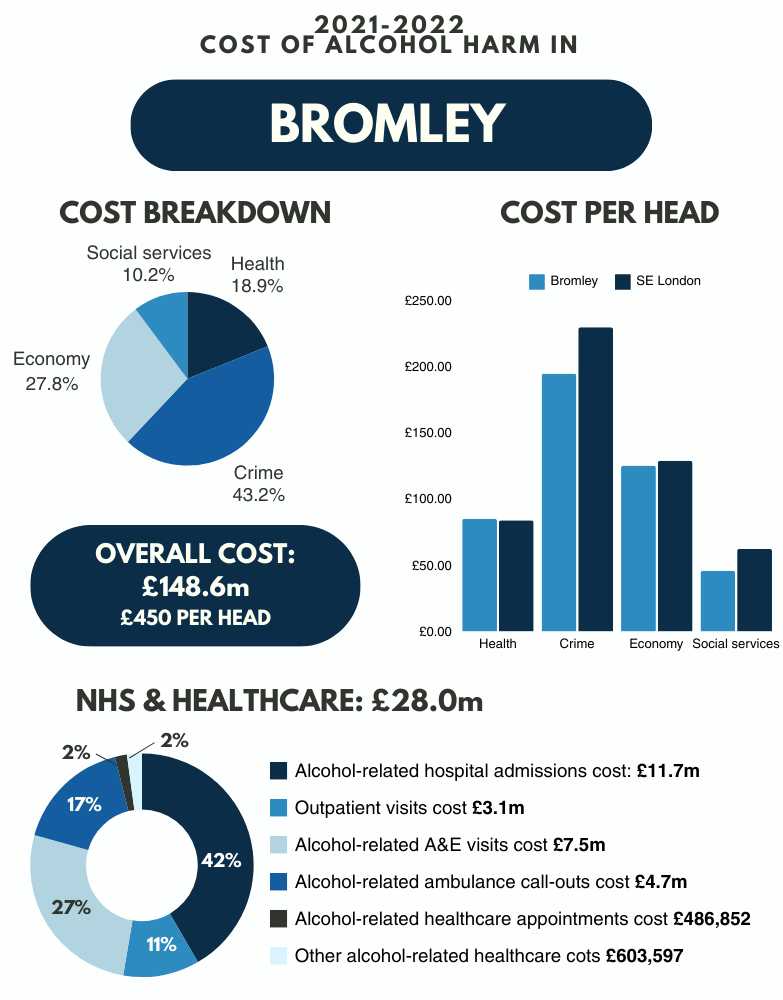 2021-2022
COST OF ALCOHOL HARM IN
BROMLEY
COST BREAKDOWN
Social services
10.2%
Health
18.9%
Economy
27.8%
Crime
43.2%
OVERALL COST:
£148.6m
£450 PER HEAD
COST PER HEAD
Bromley
SE London
£250.00
£200.00
£150.00
£100.00
£50.00
£0.00
Health
Crime
Economy
Social services
NHS & HEALTHCARE: £28.0m
2%
2%
17%
42%
27%
11%
Alcohol-related hospital admissions cost: £11.7m
Outpatient visits cost £3.1m
Alcohol-related A&E visits cost £7.5m
Alcohol-related ambulance call-outs cost £4.7m
Alcohol-related healthcare appointments cost £486,852
Other alcohol-related healthcare cots £603,597